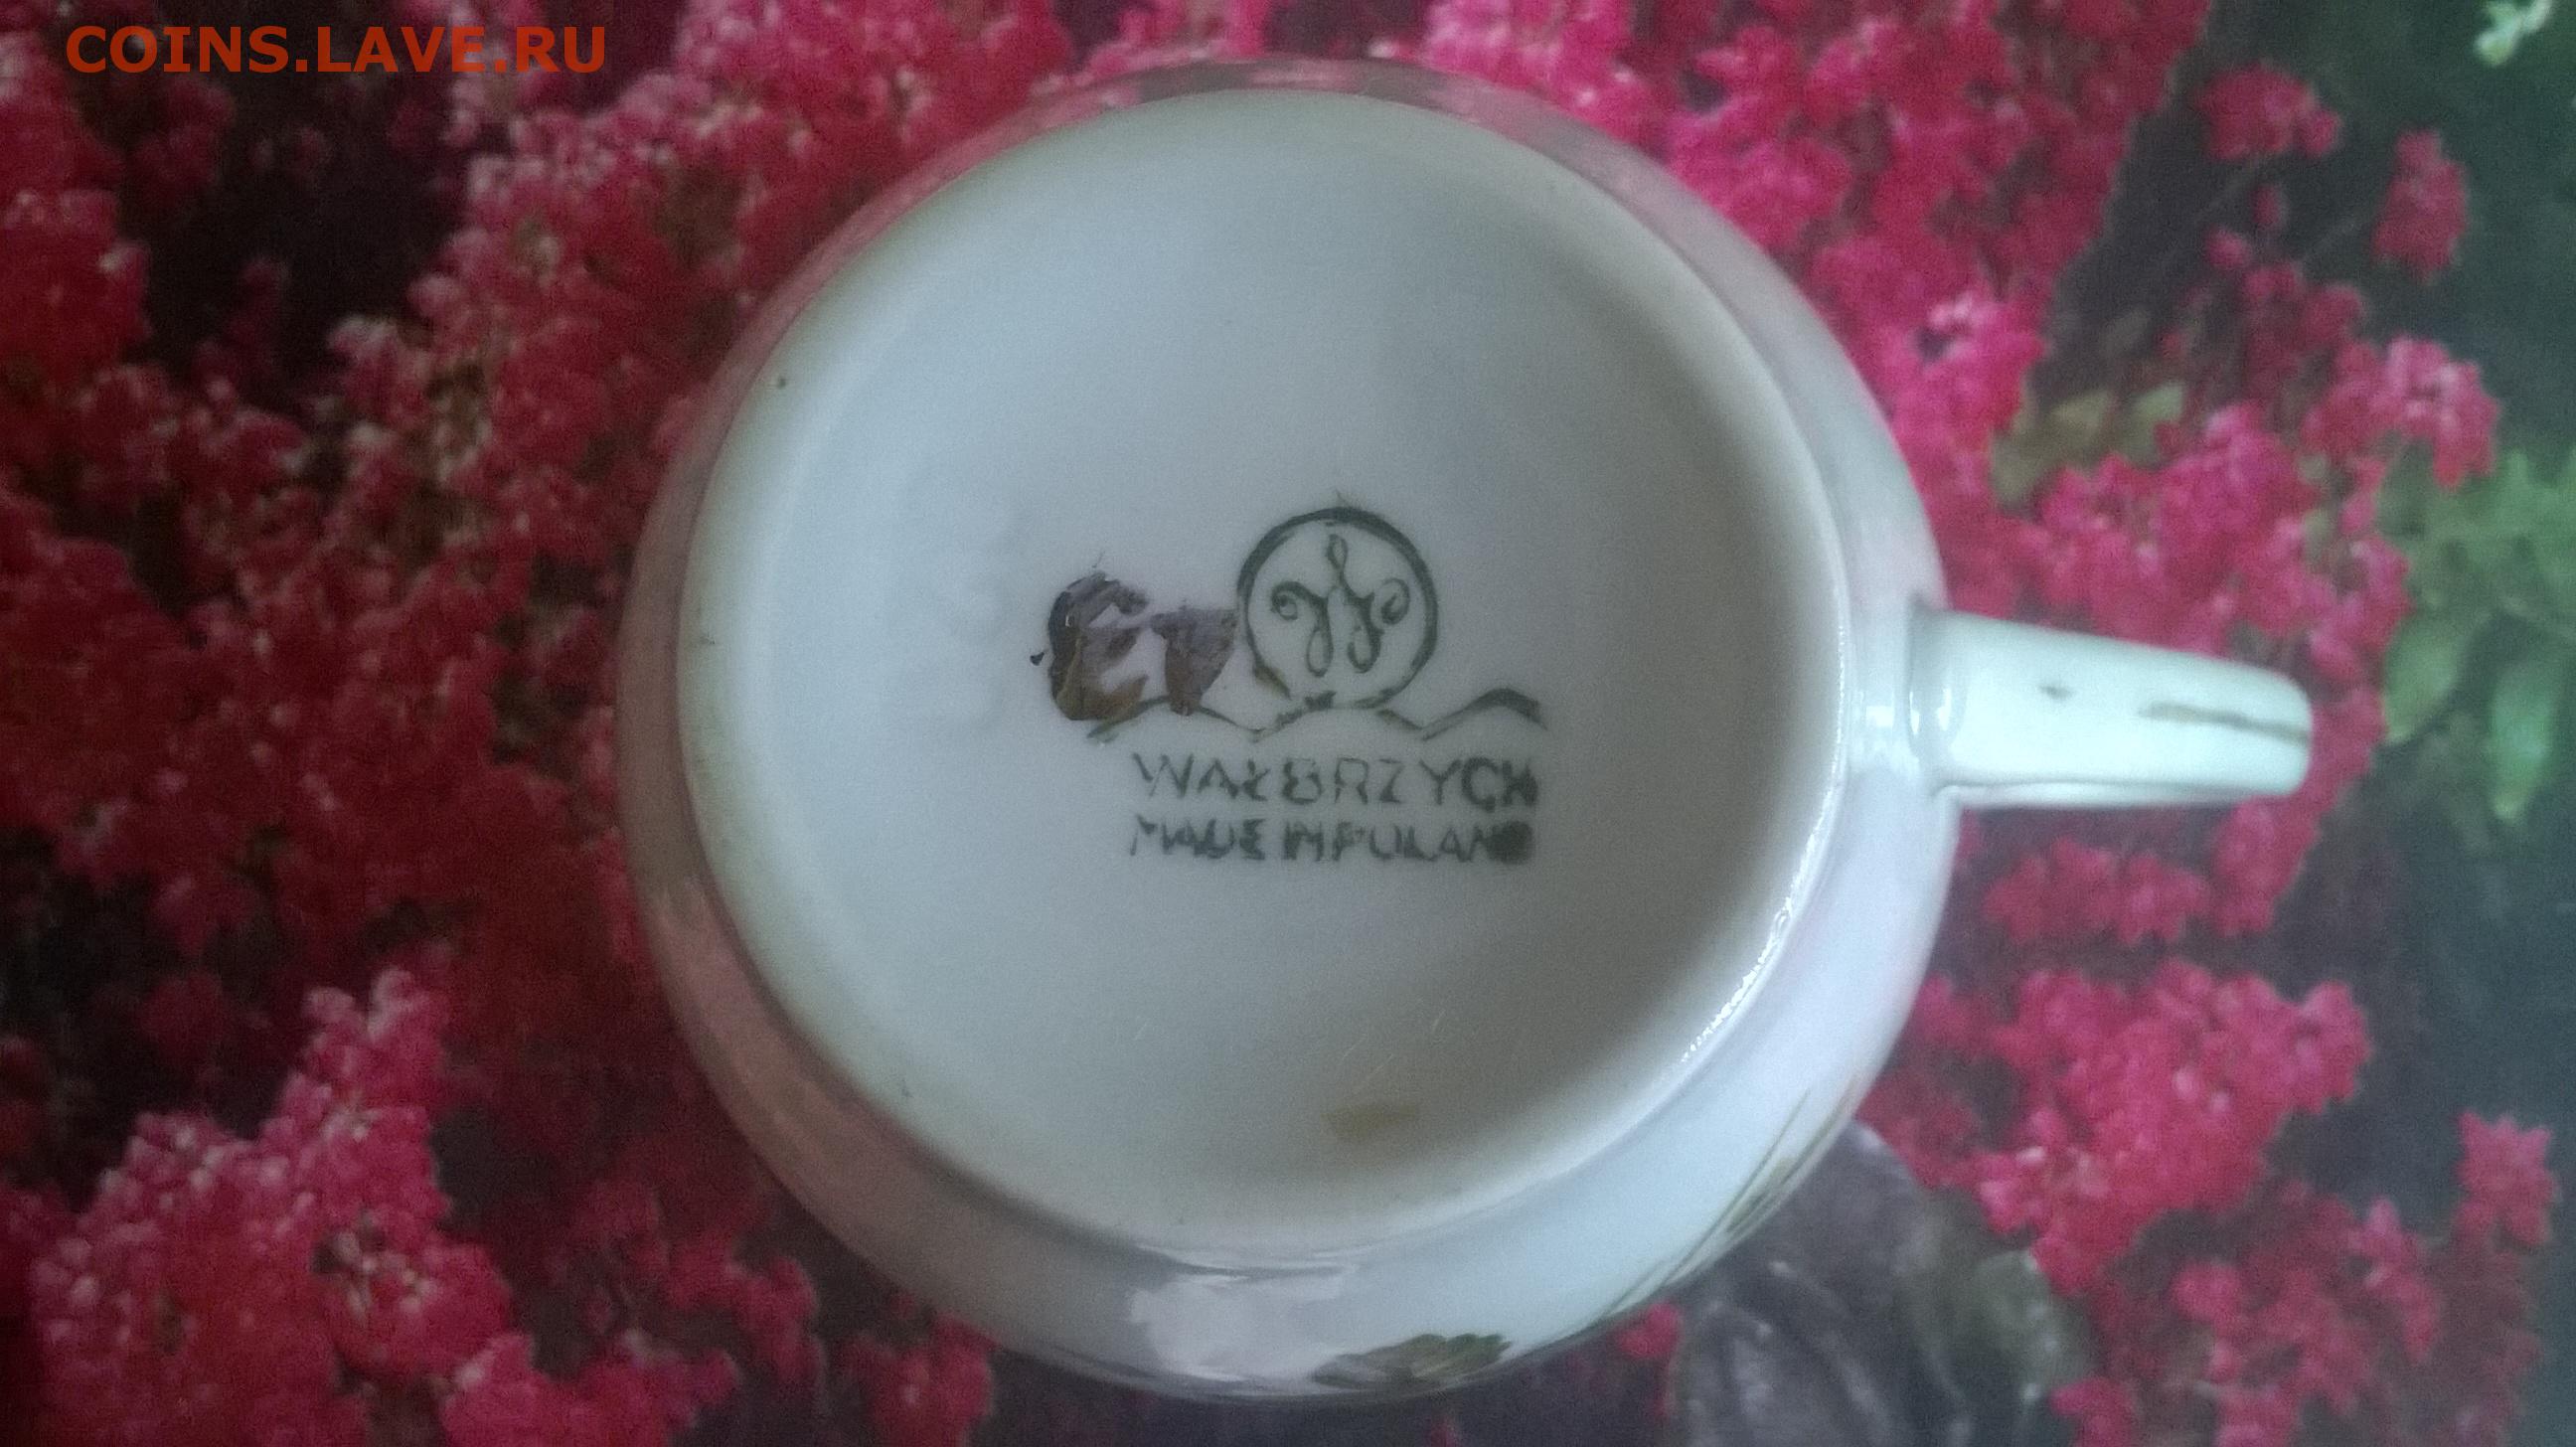 COINS.LAVE.RU
WAŁBRZYCH
MADE IN POLAND